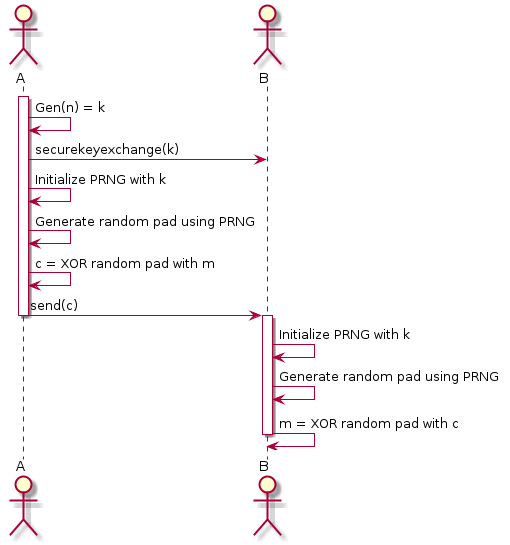 A
B
Gen(n) = k
securekeyexchange(k)
Initialize PRNG with k
Generate random pad using PRNG
c = XOR random pad with m
send(c)
Initialize PRNG with k
Generate random pad using PRNG
m = XOR random pad with c
A
B